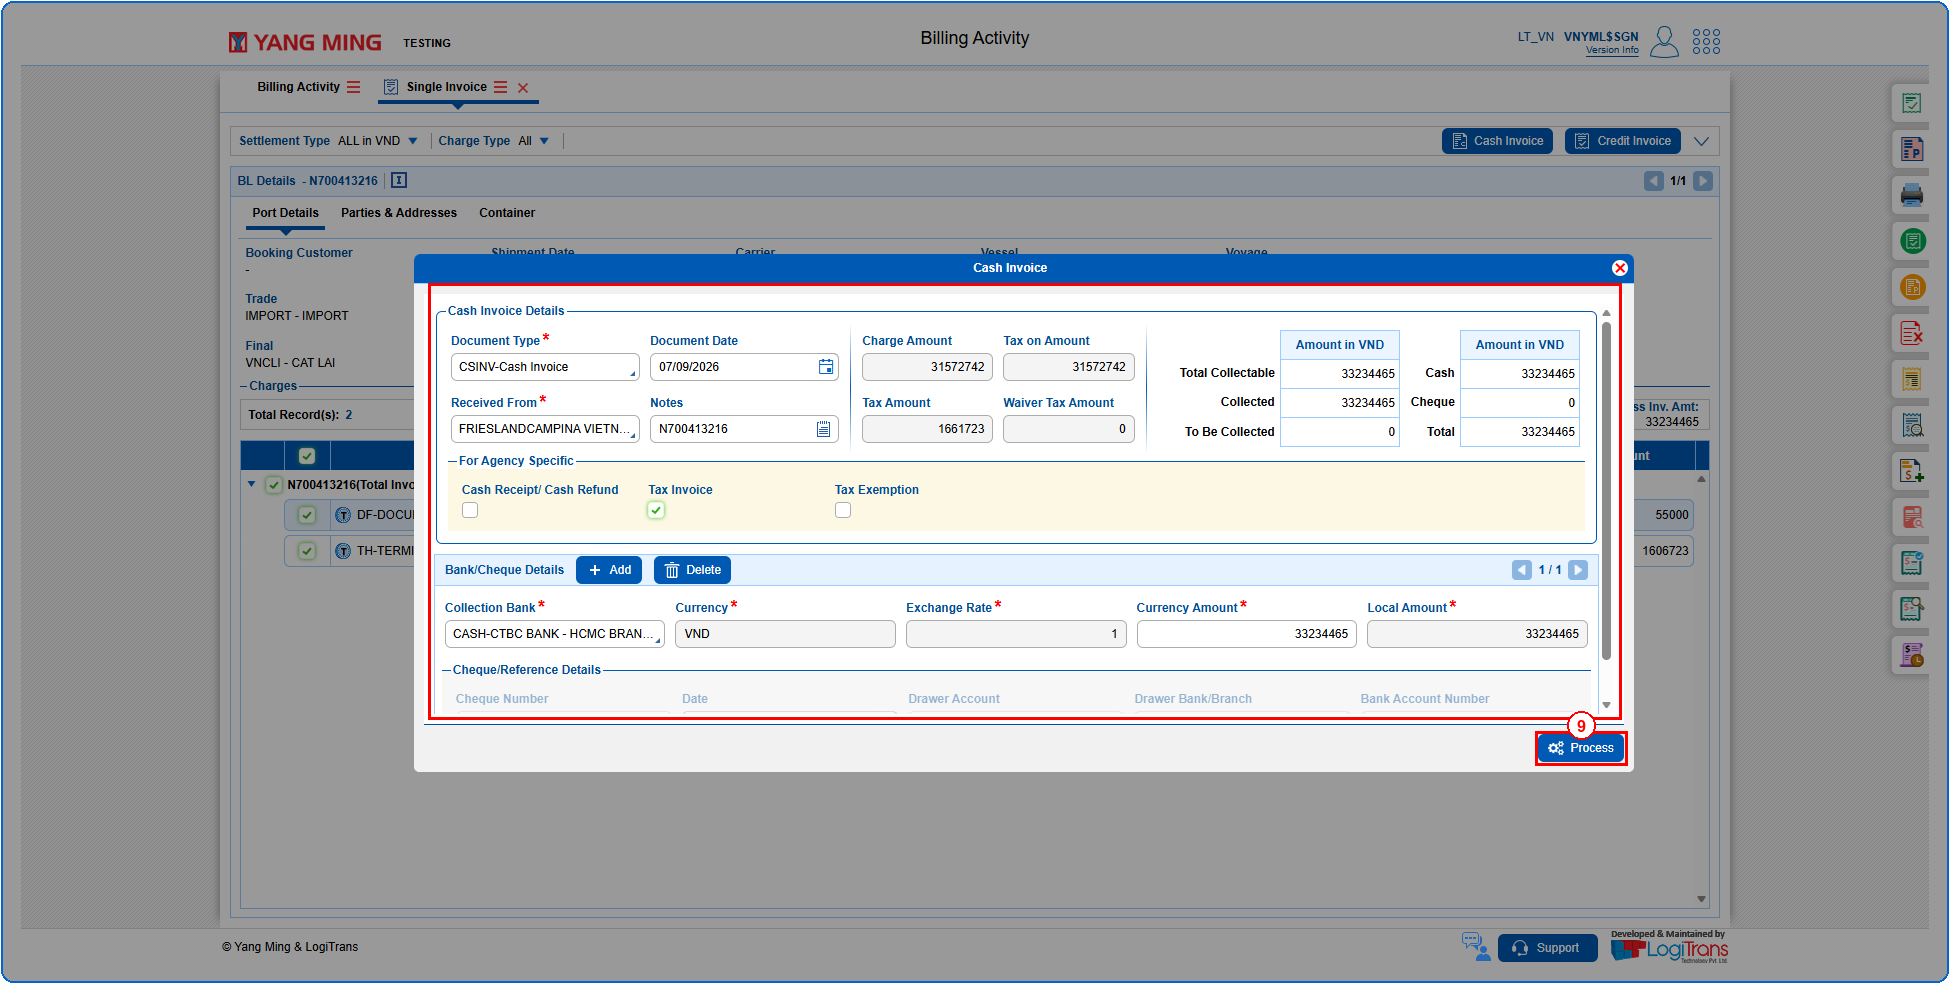 YANG MING TESTING
Billing Activity
LT_VN VNYML$SGN
Version Info
Billing Activity
Single Invoice
Settlement Type ALL in VND
Charge Type All
Cash Invoice
Credit Invoice
BL Details - N700413216
1/1
Port Details
Parties & Addresses
Container
Booking Customer
Shipment Date
Carrier
Vessel
Voyage
-
Trade
IMPORT - IMPORT
Final
VNCLI - CAT LAI
Charges
Total Record(s): 2
ss Inv. Amt:
33234465
unt
N700413216(Total Invo
DF-DOCU
55000
TH-TERMI
1606723
Cash Invoice
Cash Invoice Details
Document Type*
Document Date
CSINV-Cash Invoice
07/09/2026
Received From*
Notes
FRIESLANDCAMPINA VIETN...
N700413216
Charge Amount
Tax on Amount
31572742
31572742
Tax Amount
Waiver Tax Amount
1661723
0
Amount in VND
Total Collectable 33234465
Collected 33234465
To Be Collected 0
Amount in VND
Cash 33234465
Cheque 0
Total 33234465
For Agency Specific
Cash Receipt/ Cash Refund
Tax Invoice
Tax Exemption
Bank/Cheque Details
Add
Delete
1 / 1
Collection Bank*
Currency*
Exchange Rate*
Currency Amount*
Local Amount*
CASH-CTBC BANK - HCMC BRAN...
VND
1
33234465
33234465
Cheque/Reference Details
Cheque Number
Date
Drawer Account
Drawer Bank/Branch
Bank Account Number
9
Process
© Yang Ming & LogiTrans
Support
Developed & Maintained by
LogiTrans
Technology Pvt. Ltd.